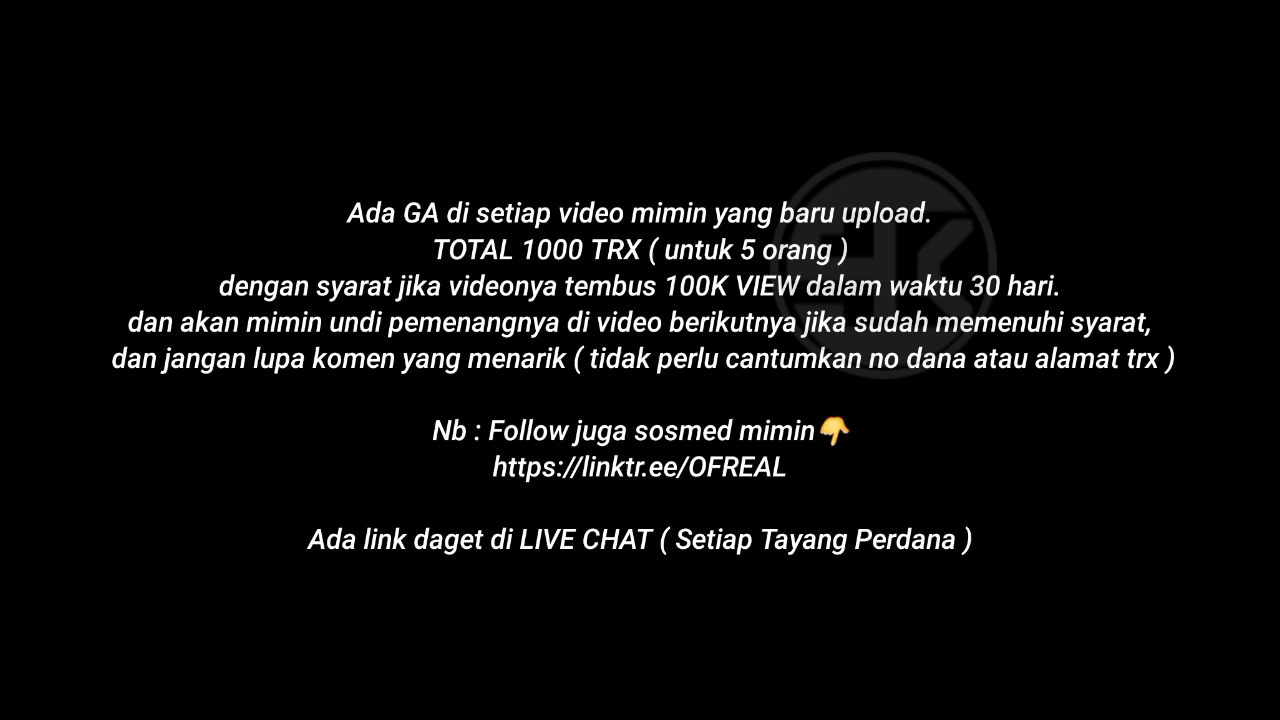 Ada GA di setiap video mimin yang baru upload.
TOTAL 1000 TRX ( untuk 5 orang )
dengan syarat jika videonya tembus 100K VIEW dalam waktu 30 hari.
dan akan mimin undi pemenangnya di video berikutnya jika sudah memenuhi syarat,
dan jangan lupa komen yang menarik ( tidak perlu cantumkan no dana atau alamat trx )
Nb : Follow juga sosmed mimin👇
https://linktr.ee/OFREAL
Ada link daget di LIVE CHAT ( Setiap Tayang Perdana )